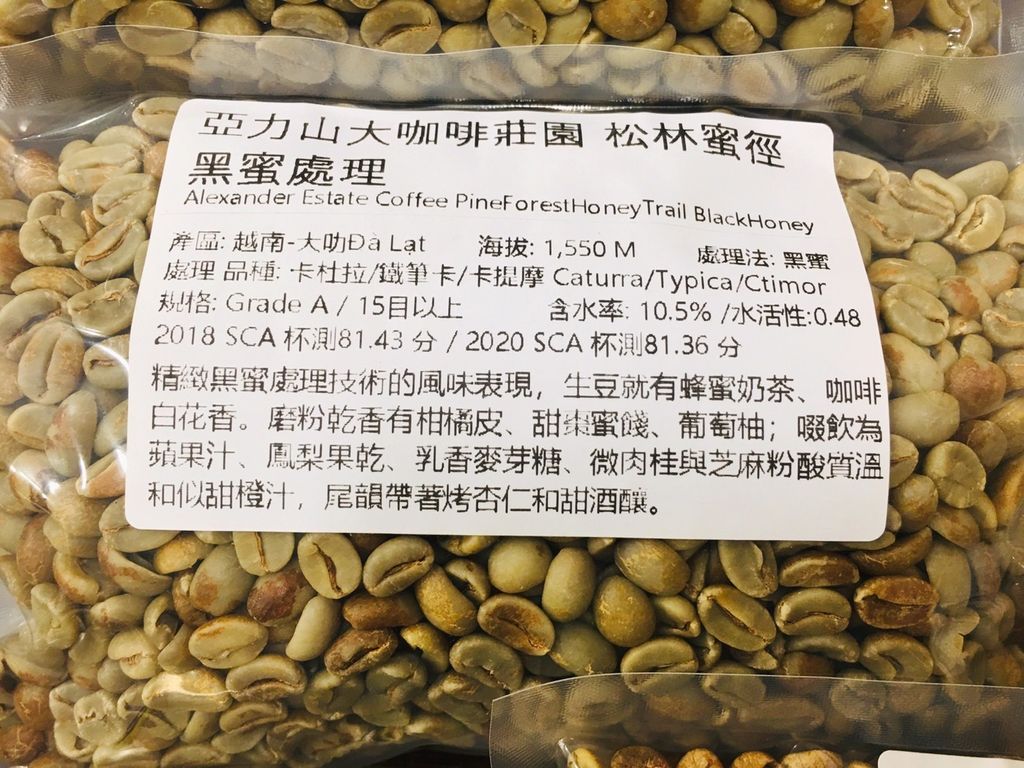 亞力山大咖啡莊園 松林蜜徑
黑蜜處理
Alexander Estate Coffee PineForestHoneyTrail BlackHoney
產區: 越南-大叻Đà Lạt 海拔: 1,550 M 處理法: 黑蜜
處理 品種: 卡杜拉/鐵筆卡/卡提摩 Caturra/Typica/Ctimor
規格: Grade A / 15目以上 含水率: 10.5% /水活性:0.48
2018 SCA 杯測81.43 分 / 2020 SCA 杯測81.36 分
精緻黑蜜處理技術的風味表現，生豆就有蜂蜜奶茶、咖啡
白花香。磨粉乾香有柑橘皮、甜棗蜜餞、葡萄柚；啜飲為
蘋果汁、鳳梨果乾、乳香麥芽糖、微肉桂與芝麻粉酸質溫
和似甜橙汁，尾韻帶著烤杏仁和甜酒釀。